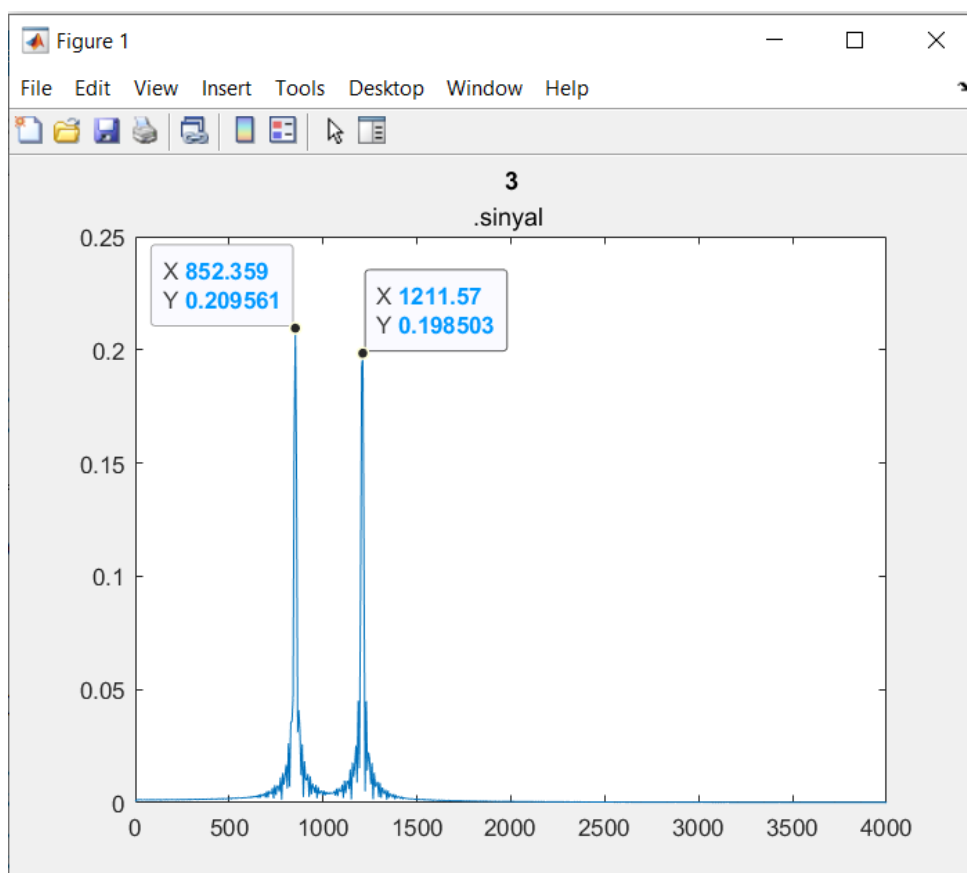 Figure 1
File Edit View Insert Tools Desktop Window Help
3
.sinyal
0.25
X 852.359
Y 0.209561
X 1211.57
Y 0.198503
0.2
0.15
0.1
0.05
0
0 500 1000 1500 2000 2500 3000 3500 4000